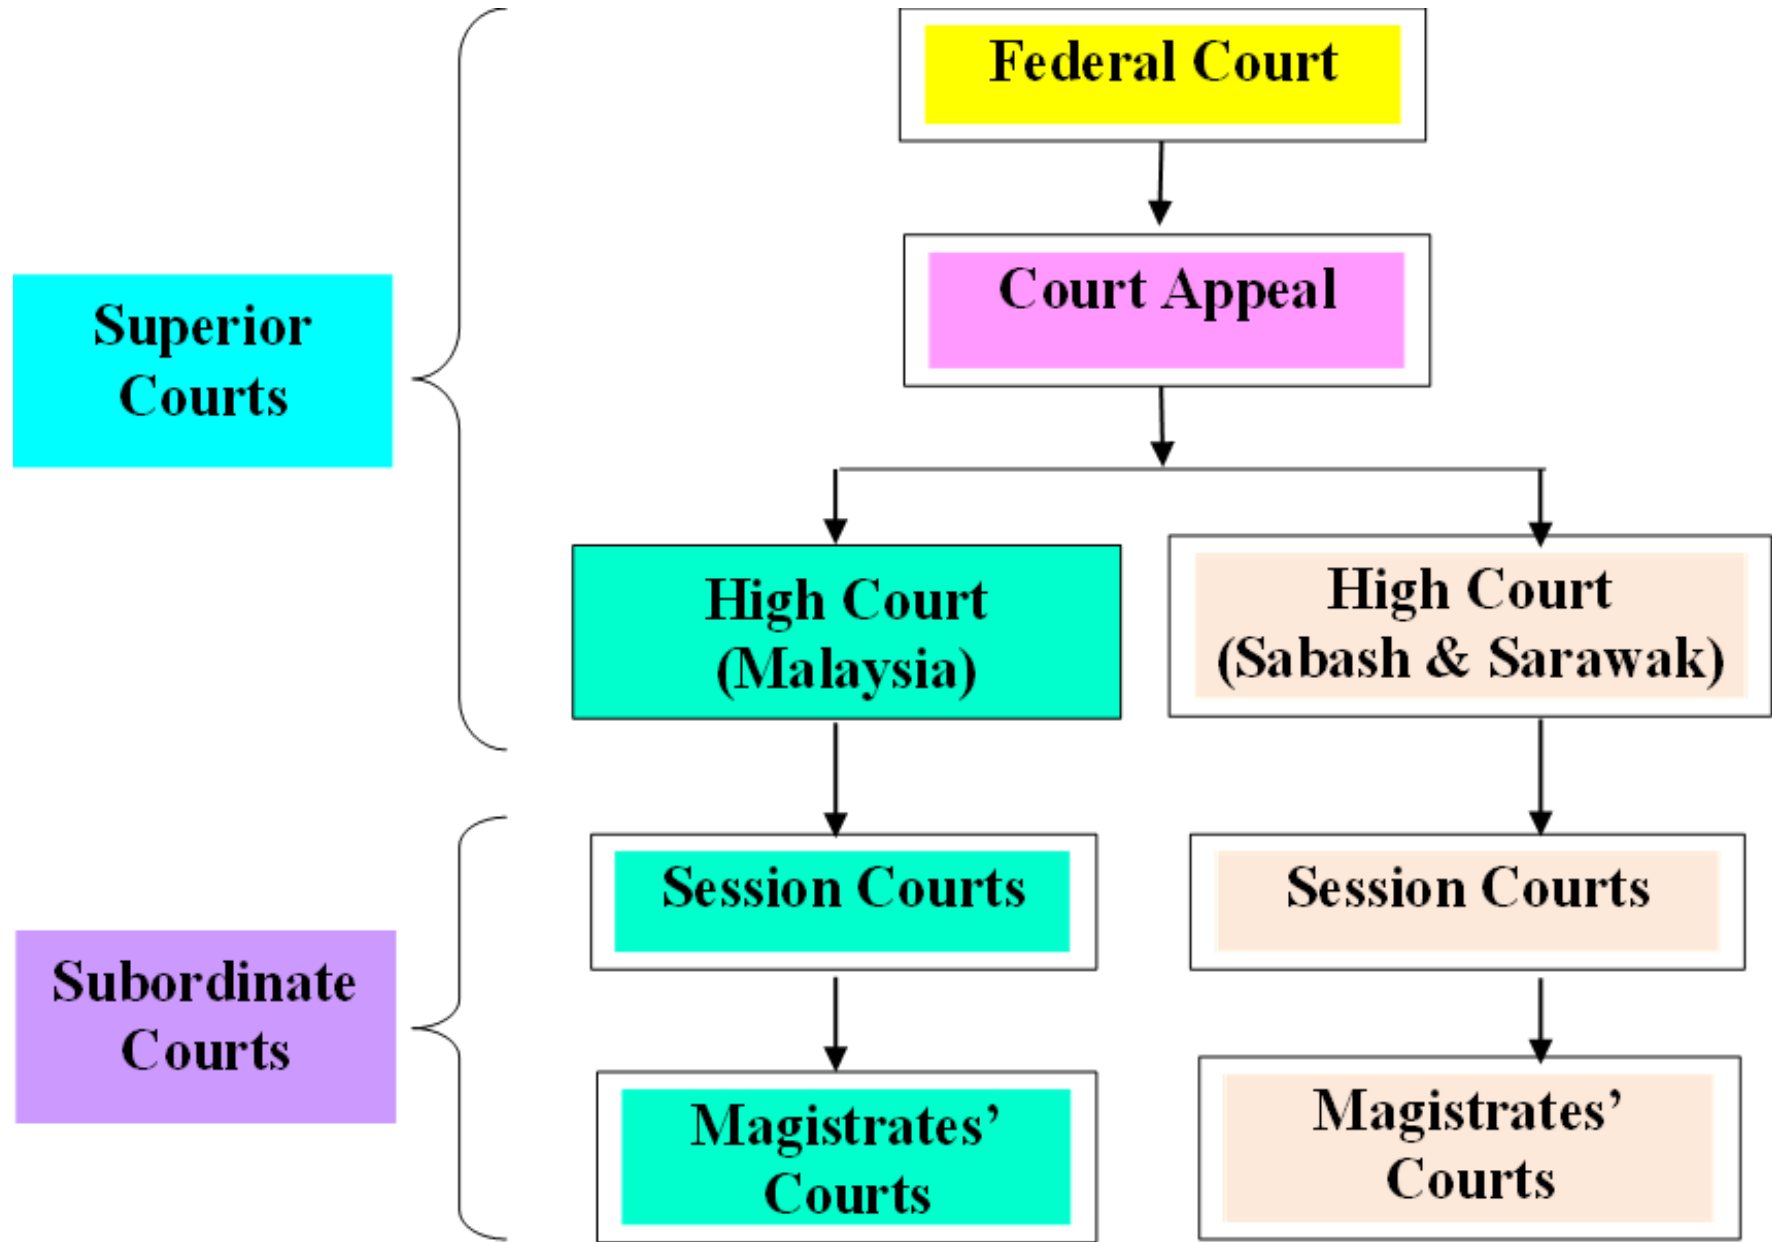 Federal Court
Court Appeal
Superior
Courts
High Court
(Malaysia)
High Court
(Sabash & Sarawak)
Session Courts
Session Courts
Subordinate
Courts
Magistrates’
Courts
Magistrates’
Courts